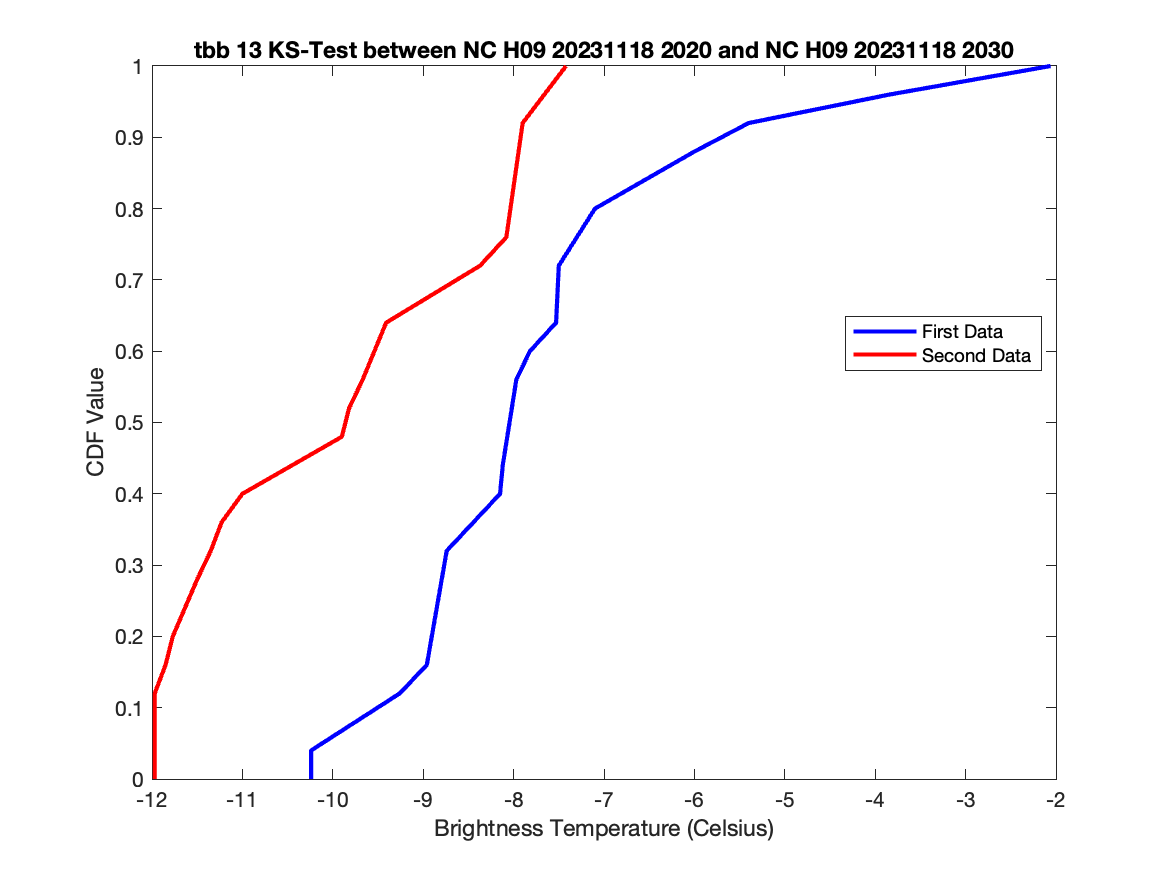 tbb 13 KS-Test between NC H09 20231118 2020 and NC H09 20231118 2030
1
0.9
0.8
0.7
0.6
0.5
0.4
0.3
0.2
0.1
0
CDF Value
First Data
Second Data
-12 -11 -10 -9 -8 -7 -6 -5 -4 -3 -2
Brightness Temperature (Celsius)